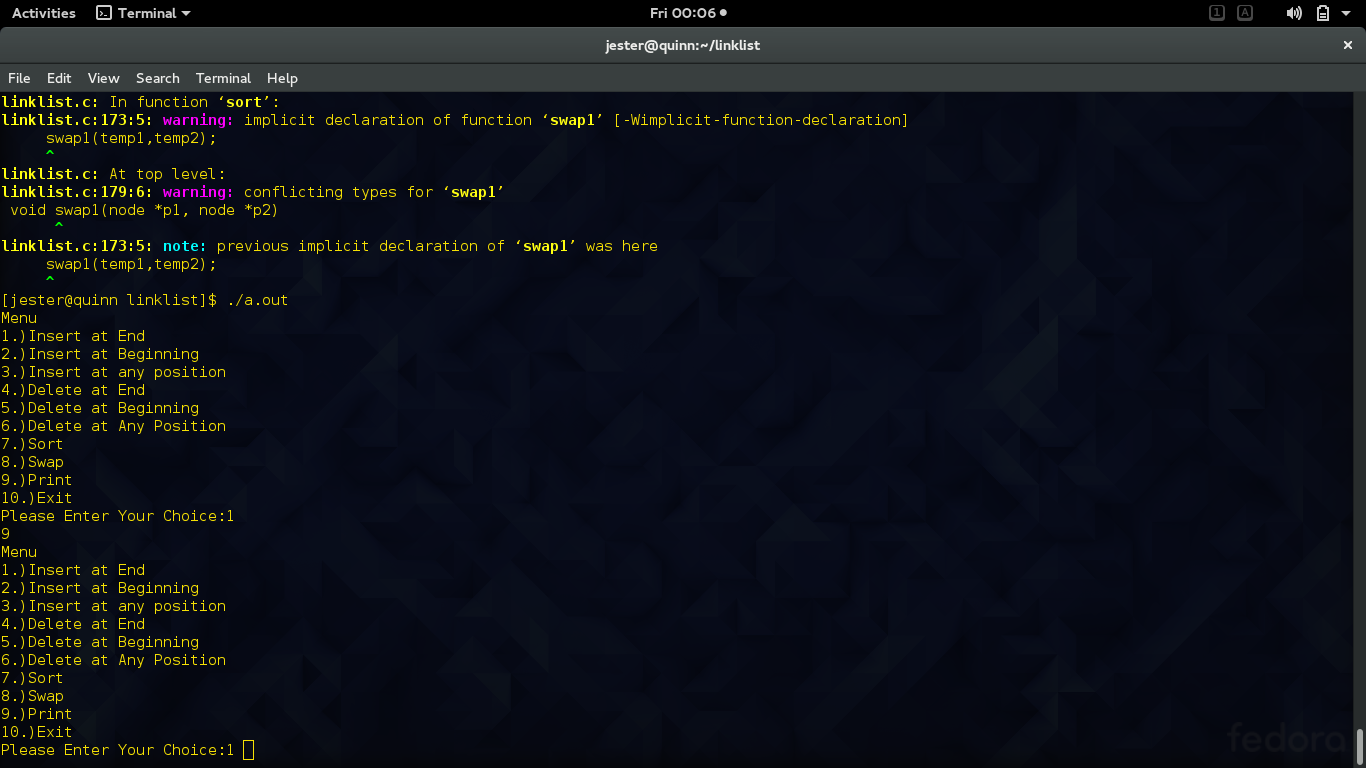 Activities Terminal Fri 00:06 1 A
jester@quinn:~/linklist ×
File Edit View Search Terminal Help
linklist.c: In function ‘sort’:
linklist.c:173:5: warning: implicit declaration of function ‘swap1’ [-Wimplicit-function-declaration]
     swap1(temp1,temp2);
     ^
linklist.c: At top level:
linklist.c:179:6: warning: conflicting types for ‘swap1’
 void swap1(node *p1, node *p2)
      ^
linklist.c:173:5: note: previous implicit declaration of ‘swap1’ was here
     swap1(temp1,temp2);
     ^
[jester@quinn linklist]$ ./a.out
Menu
1.)Insert at End
2.)Insert at Beginning
3.)Insert at any position
4.)Delete at End
5.)Delete at Beginning
6.)Delete at Any Position
7.)Sort
8.)Swap
9.)Print
10.)Exit
Please Enter Your Choice:1
9
Menu
1.)Insert at End
2.)Insert at Beginning
3.)Insert at any position
4.)Delete at End
5.)Delete at Beginning
6.)Delete at Any Position
7.)Sort
8.)Swap
9.)Print
10.)Exit
Please Enter Your Choice:1
fedora